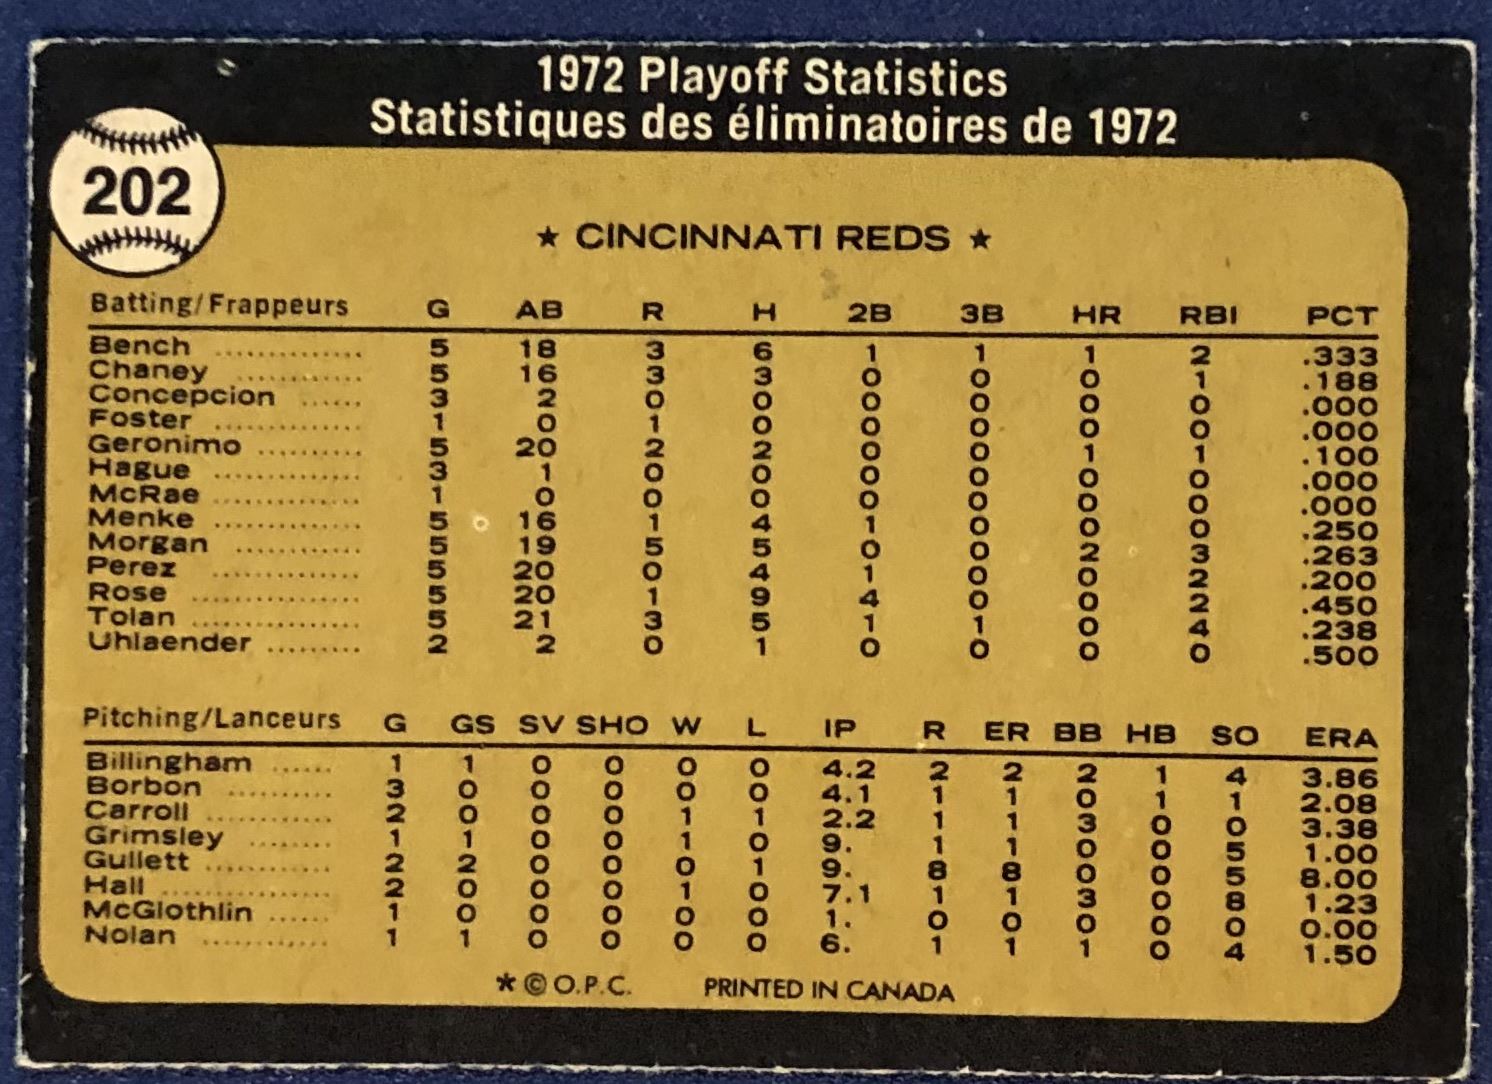 1972 Playoff Statistics
Statistiques des éliminatoires de 1972
202
★ CINCINNATI REDS ★
Batting/Frappeurs G AB R H 2B 3B HR RBI PCT
Bench .............. 5 18 3 6 1 1 1 2 .333
Chaney ............ 5 16 3 3 0 0 0 1 .188
Concepcion ...... 3 2 0 0 0 0 0 0 .000
Foster .............. 1 0 1 0 0 0 0 0 .000
Geronimo .......... 5 20 2 2 0 0 1 1 .100
Hague .............. 3 1 0 0 0 0 0 0 .000
McRae .............. 1 0 0 0 0 0 0 0 .000
Menke .............. 5 16 1 4 1 0 0 0 .250
Morgan ............ 5 19 5 5 0 0 2 3 .263
Perez .............. 5 20 0 4 1 0 0 2 .200
Rose ................ 5 20 1 9 4 0 0 2 .450
Tolan ................ 5 21 3 5 1 1 0 4 .238
Uhlaender ......... 2 2 0 1 0 0 0 0 .500
Pitching/Lanceurs G GS SV SHO W L IP R ER BB HB SO ERA
Billingham ...... 1 1 0 0 0 0 4.2 2 2 2 1 4 3.86
Borbon .......... 3 0 0 0 0 0 4.1 1 1 0 1 1 2.08
Carroll ............ 2 0 0 0 1 1 2.2 1 1 3 0 0 3.38
Grimsley ........ 1 1 0 0 1 0 9. 1 1 0 0 5 1.00
Gullett ............ 2 2 0 0 0 1 9. 8 8 0 0 5 8.00
Hall ................ 2 0 0 0 1 0 7.1 1 1 3 0 8 1.23
McGlothlin ...... 1 0 0 0 0 0 1. 0 0 0 0 0 0.00
Nolan ............ 1 1 0 0 0 0 6. 1 1 1 0 4 1.50
* © O.P.C. PRINTED IN CANADA